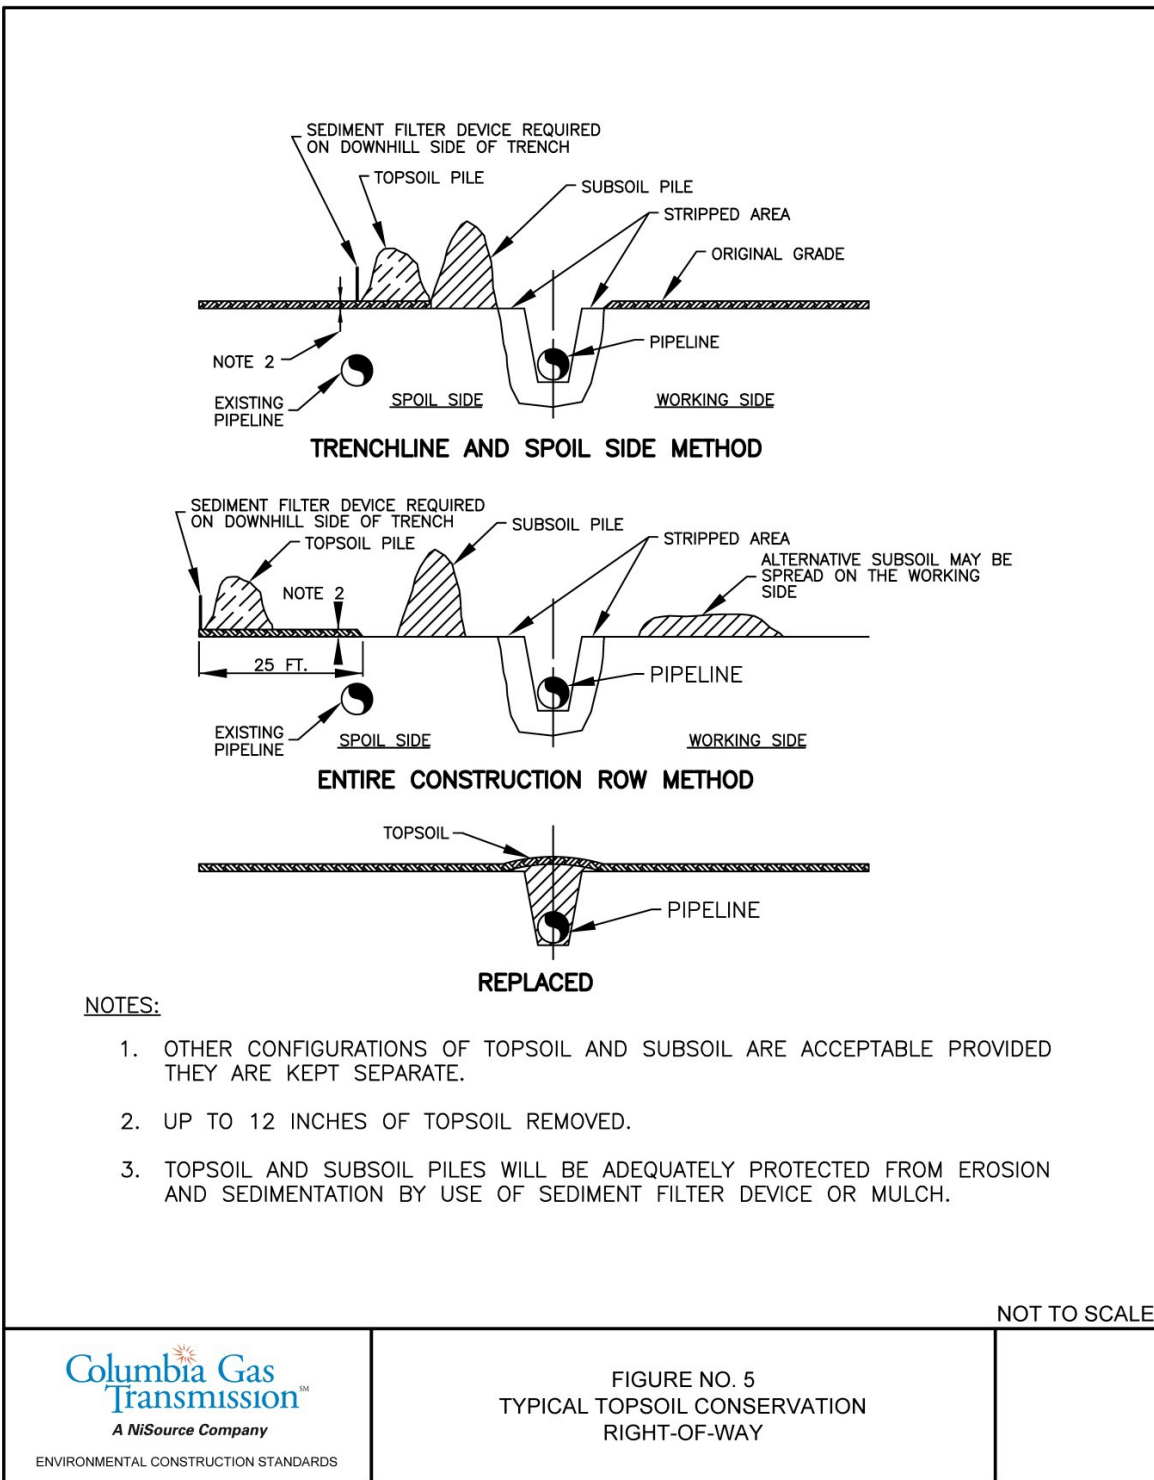 SEDIMENT FILTER DEVICE REQUIRED
ON DOWNHILL SIDE OF TRENCH
TOPSOIL PILE
SUBSOIL PILE
STRIPPED AREA
ORIGINAL GRADE
PIPELINE
NOTE 2
EXISTING
PIPELINE
SPOIL SIDE
WORKING SIDE
TRENCHLINE AND SPOIL SIDE METHOD
SEDIMENT FILTER DEVICE REQUIRED
ON DOWNHILL SIDE OF TRENCH
TOPSOIL PILE
SUBSOIL PILE
STRIPPED AREA
ALTERNATIVE SUBSOIL MAY BE
SPREAD ON THE WORKING
SIDE
NOTE 2
25 FT.
PIPELINE
EXISTING
PIPELINE
SPOIL SIDE
WORKING SIDE
ENTIRE CONSTRUCTION ROW METHOD
TOPSOIL
PIPELINE
REPLACED
NOTES:
1. OTHER CONFIGURATIONS OF TOPSOIL AND SUBSOIL ARE ACCEPTABLE PROVIDED
THEY ARE KEPT SEPARATE.
2. UP TO 12 INCHES OF TOPSOIL REMOVED.
3. TOPSOIL AND SUBSOIL PILES WILL BE ADEQUATELY PROTECTED FROM EROSION
AND SEDIMENTATION BY USE OF SEDIMENT FILTER DEVICE OR MULCH.
NOT TO SCALE
Columbia Gas
Transmission℠
A NiSource Company
ENVIRONMENTAL CONSTRUCTION STANDARDS
FIGURE NO. 5
TYPICAL TOPSOIL CONSERVATION
RIGHT-OF-WAY